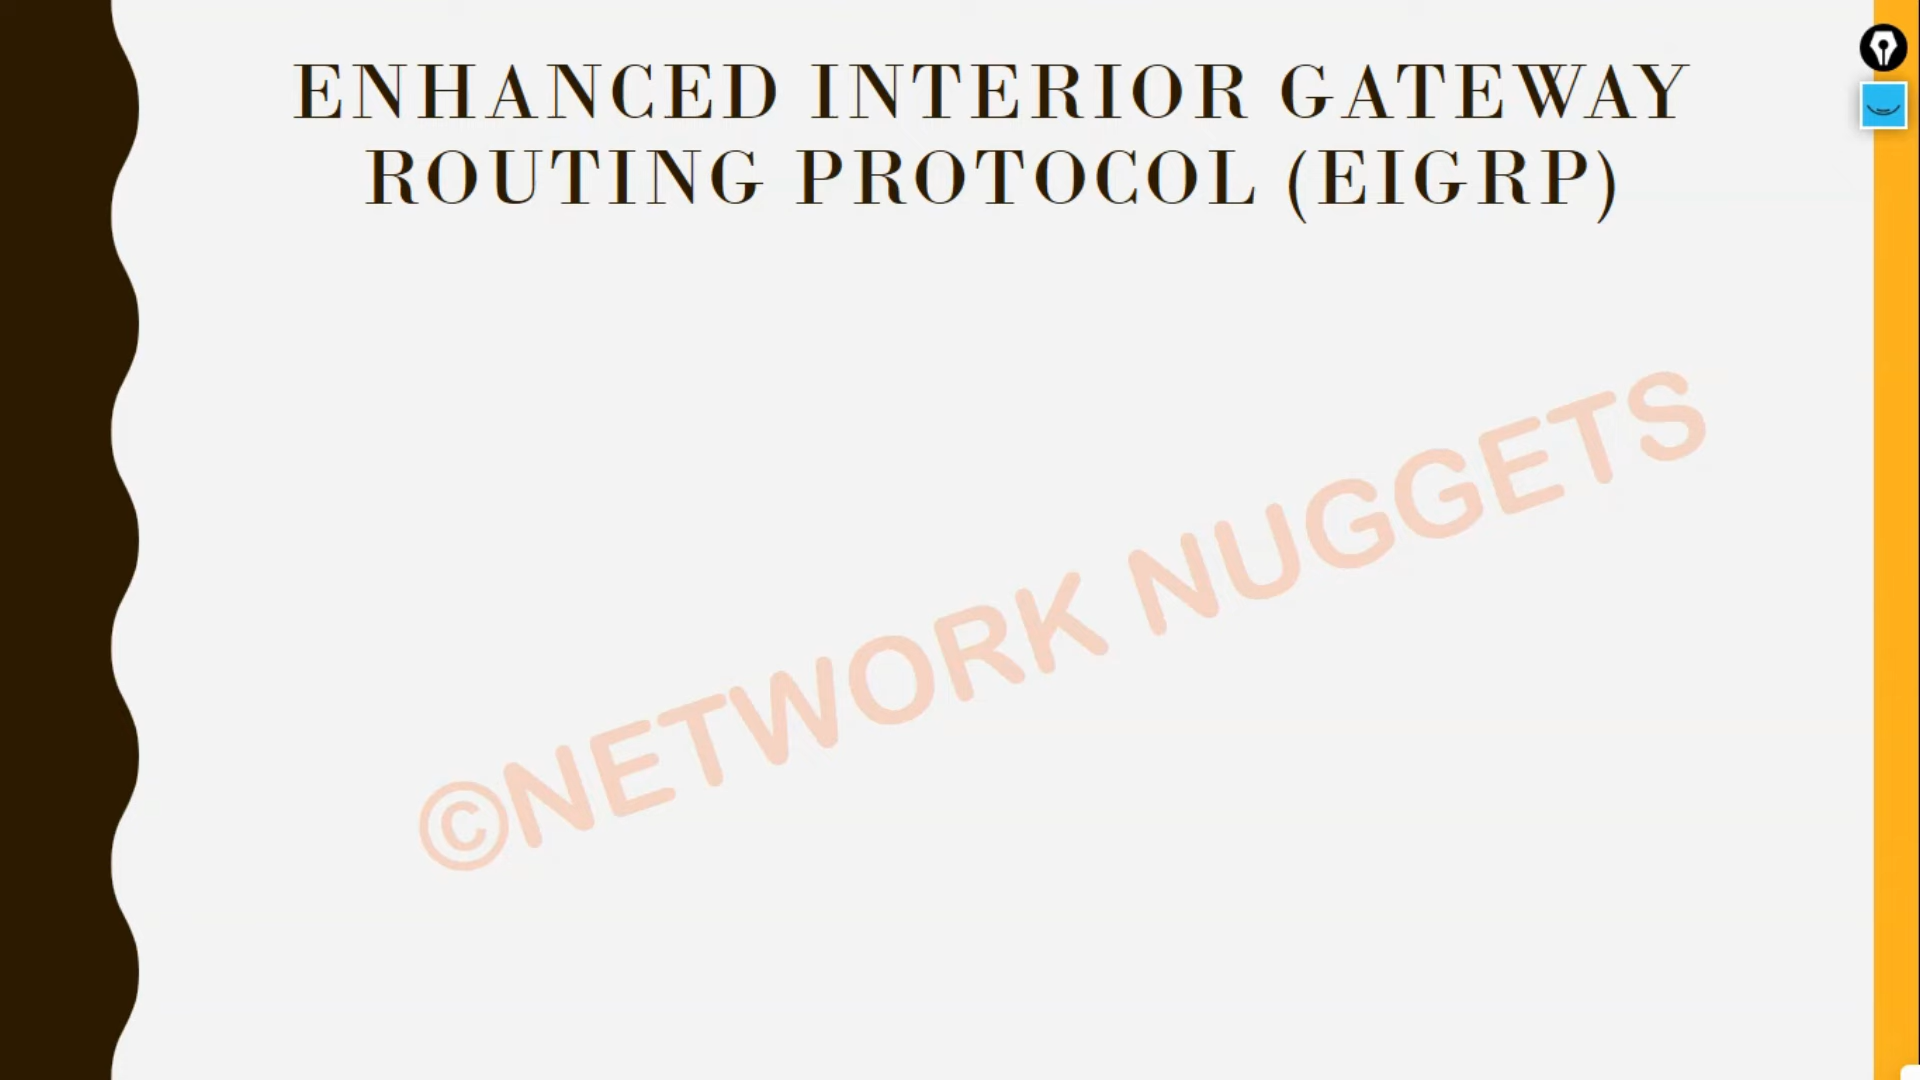 ENHANCED INTERIOR GATEWAY
ROUTING PROTOCOL (EIGRP)
©NETWORK NUGGETS